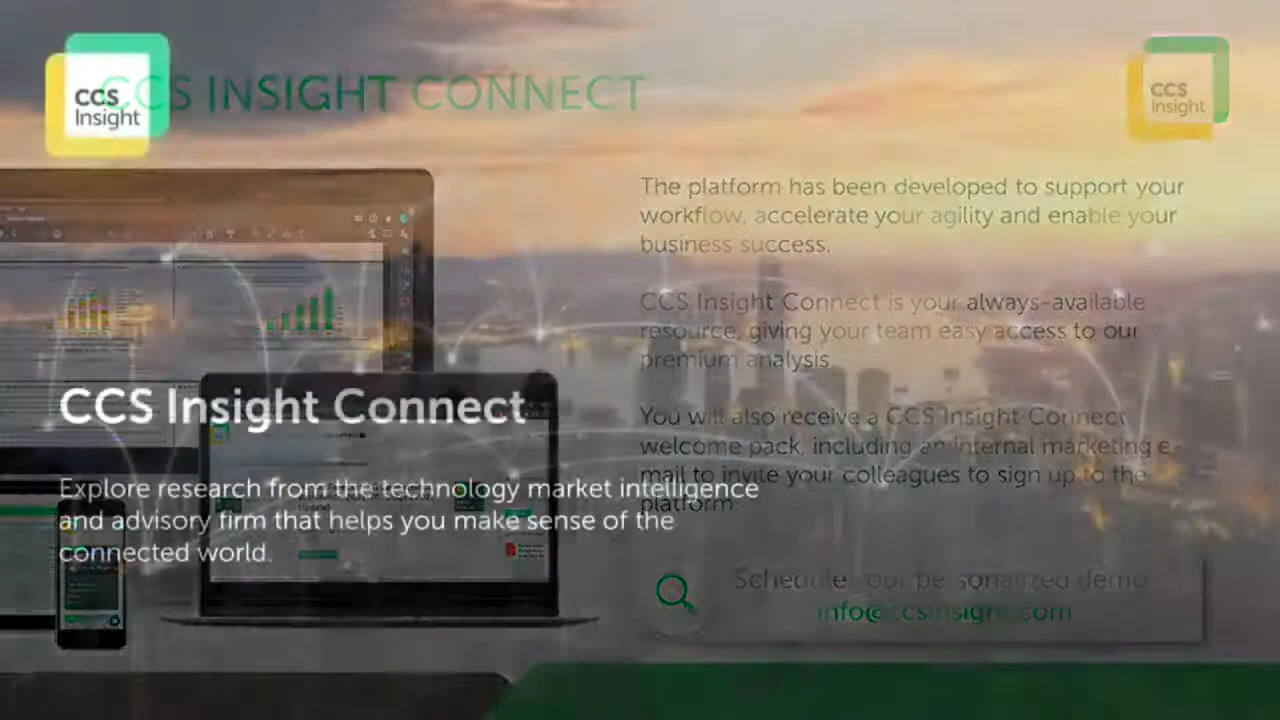 CCS
Insight
CCS INSIGHT CONNECT
CCS
Insight
The platform has been developed to support your
workflow, accelerate your agility and enable your
business success.
CCS Insight Connect is your always-available
resource, giving your team easy access to our
premium analysis
You will also receive a CCS Insight Connect
welcome pack, including an internal marketing e-
mail to invite your colleagues to sign up to the
platform.
CCS Insight Connect
Explore research from the technology market intelligence
and advisory firm that helps you make sense of the
connected world.
Schedule your personalized demo
info@ccsinsight.com